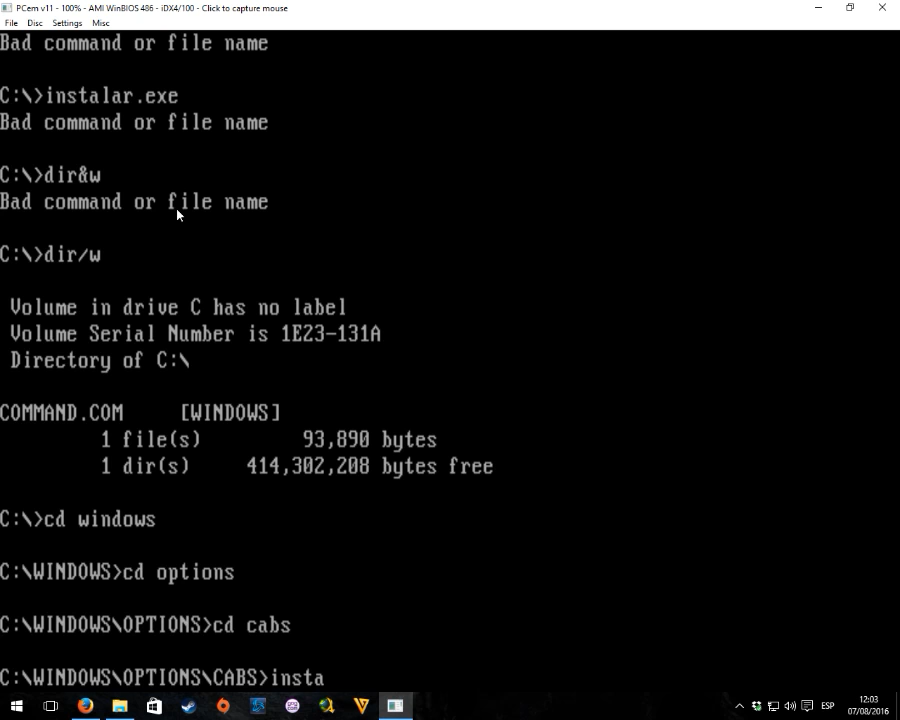 PCem v11 - 100% - AMI WinBIOS 486 - iDX4/100 - Click to capture mouse
File Disc Settings Misc
Bad command or file name
C:\>instalar.exe
Bad command or file name
C:\>dir&w
Bad command or file name
C:\>dir/w
Volume in drive C has no label
Volume Serial Number is 1E23-131A
Directory of C:\
COMMAND.COM [WINDOWS]
1 file(s) 93,890 bytes
1 dir(s) 414,302,208 bytes free
C:\>cd windows
C:\WINDOWS>cd options
C:\WINDOWS\OPTIONS>cd cabs
C:\WINDOWS\OPTIONS\CABS>insta
ESP
12:03
07/08/2016